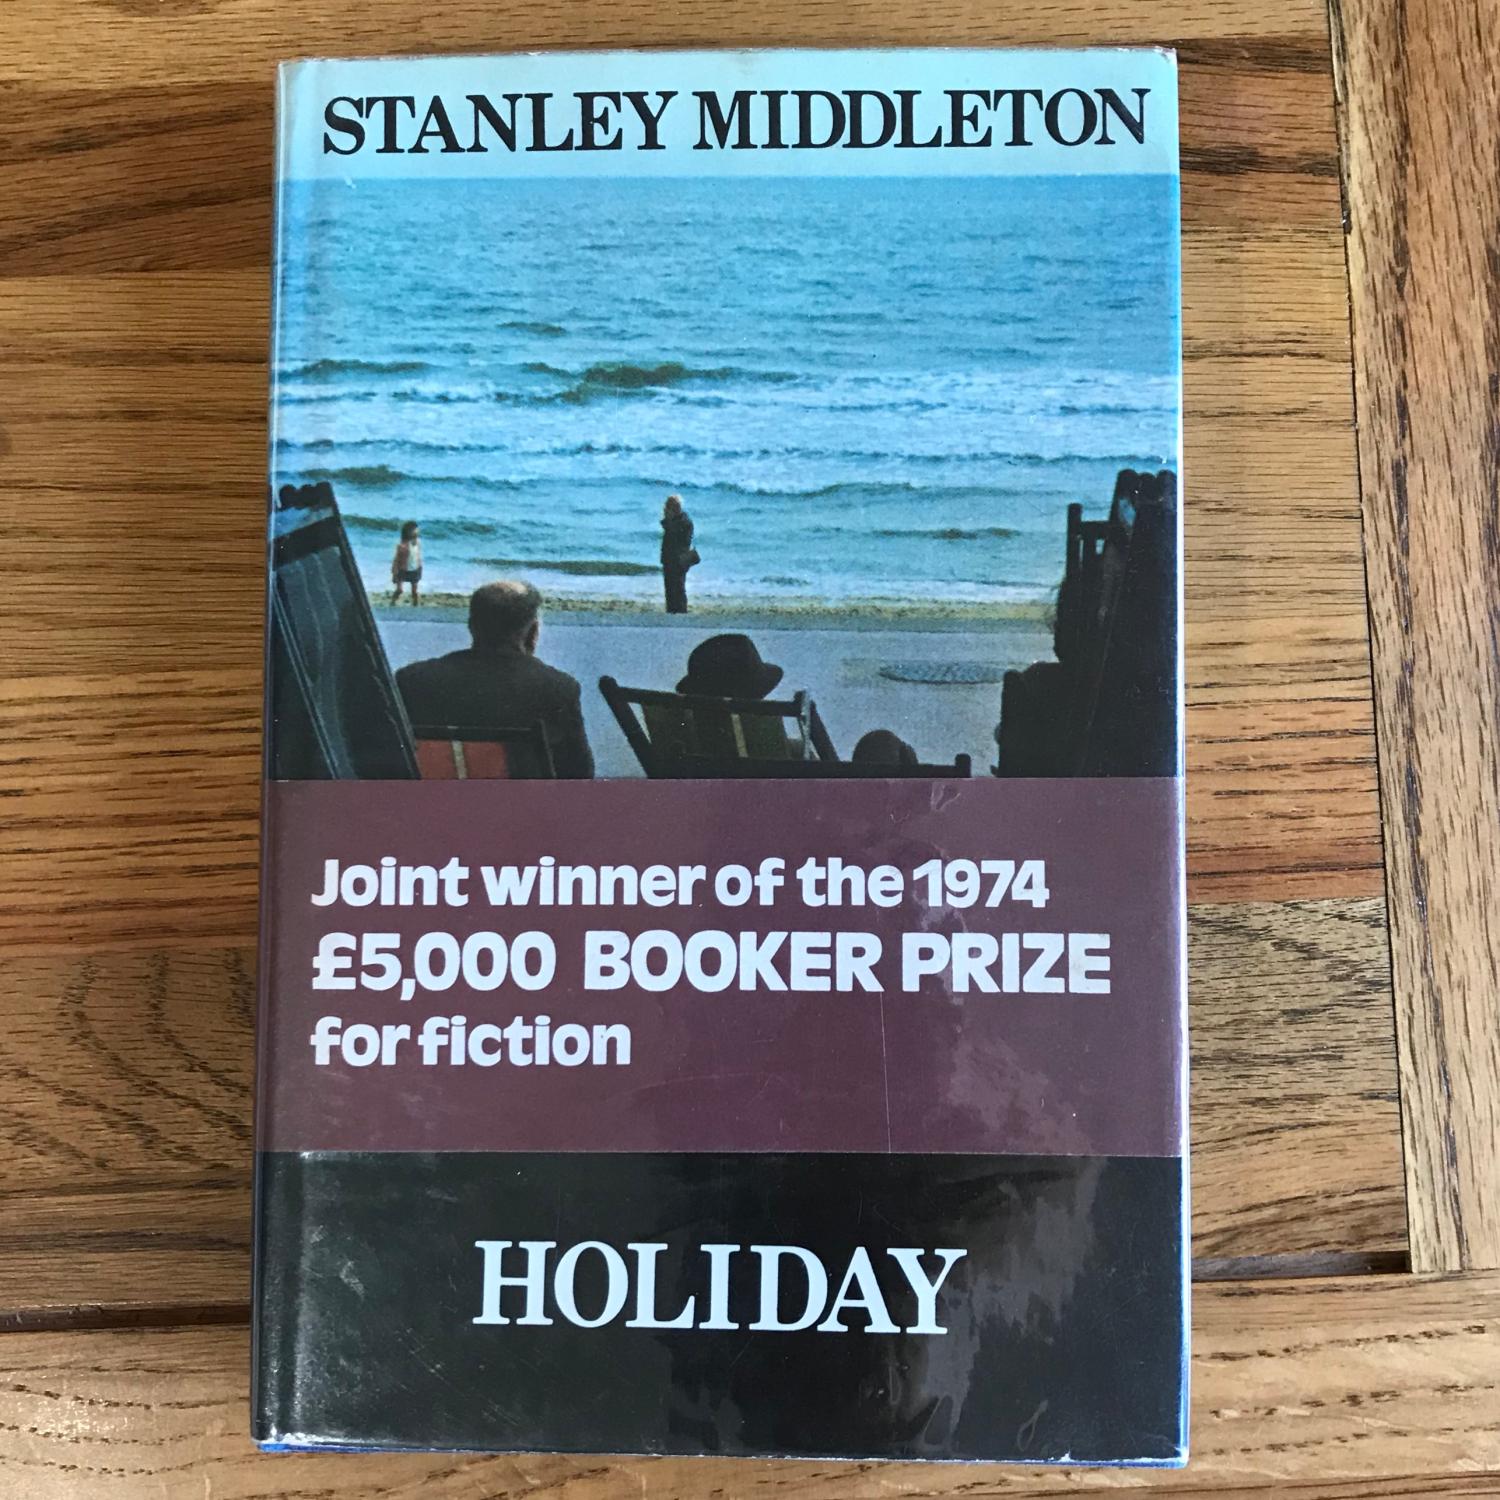 STANLEY MIDDLETON
Joint winner of the 1974
£5,000 BOOKER PRIZE
for fiction
HOLIDAY